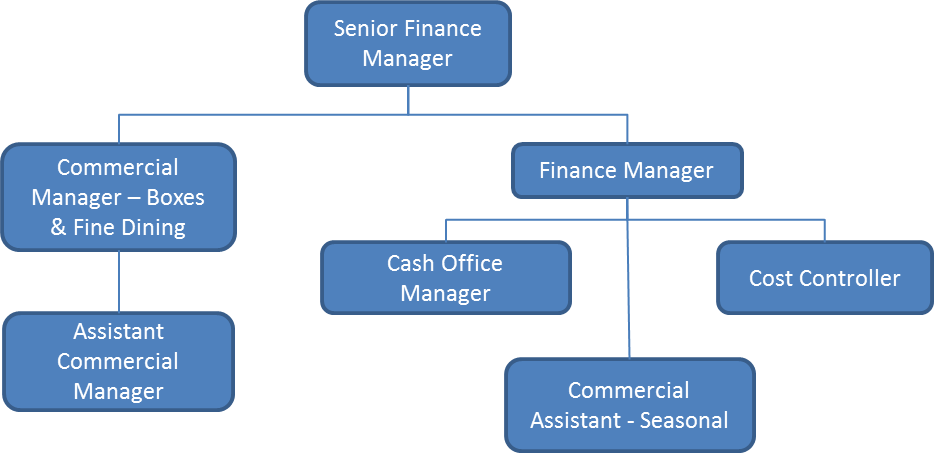 Senior Finance
Manager
Commercial
Manager – Boxes
& Fine Dining
Finance Manager
Cash Office
Manager
Cost Controller
Assistant
Commercial
Manager
Commercial
Assistant - Seasonal